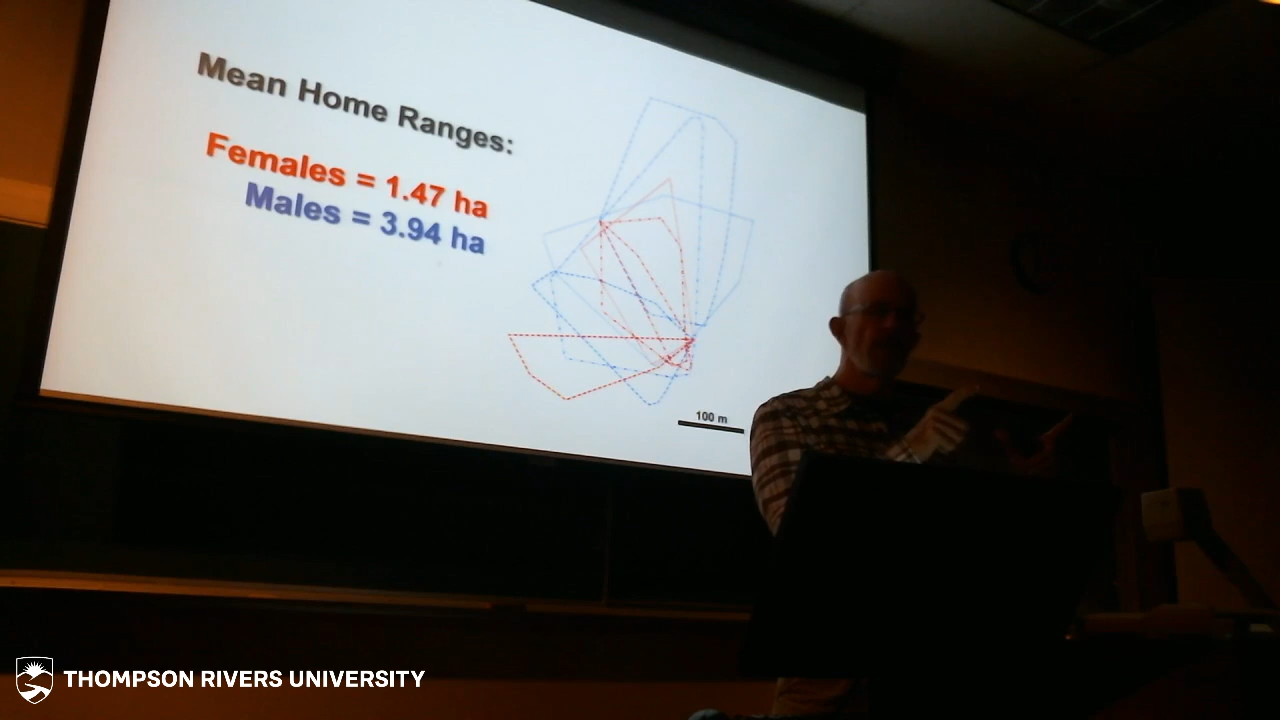 Mean Home Ranges:
Females = 1.47 ha
Males = 3.94 ha
100 m
THOMPSON RIVERS UNIVERSITY